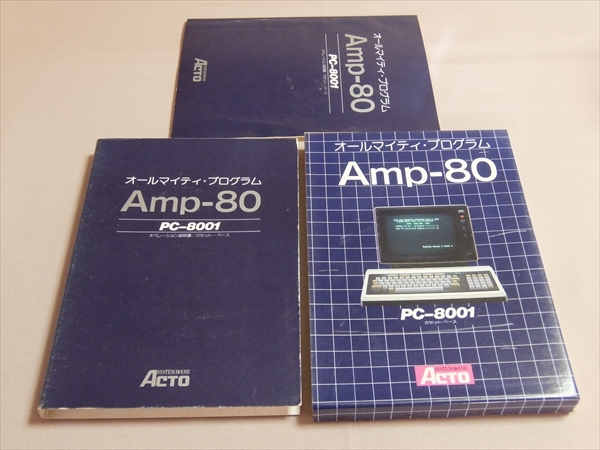 オールマイティ・プログラム
Amp-80
PC-8001
SYSTEM HOUSE
ACTO
オールマイティ・プログラム
Amp-80
PC-8001
オペレーション説明書/カセット・ベース
SYSTEM HOUSE
ACTO
オールマイティ・プログラム
Amp-80
PC-8001
カセット・ベース
SYSTEM HOUSE
ACTO